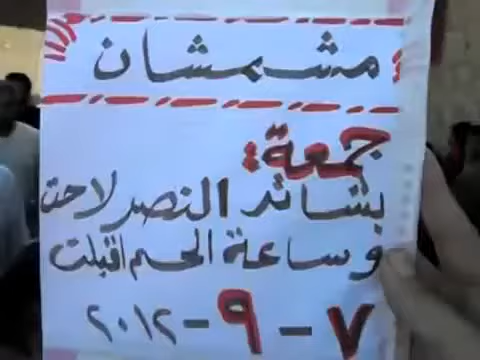 مشمشان
جمعة:
بشائر النصر لاحت
وساعة الحسم اقبلت
٧-٩-٢٠١٢